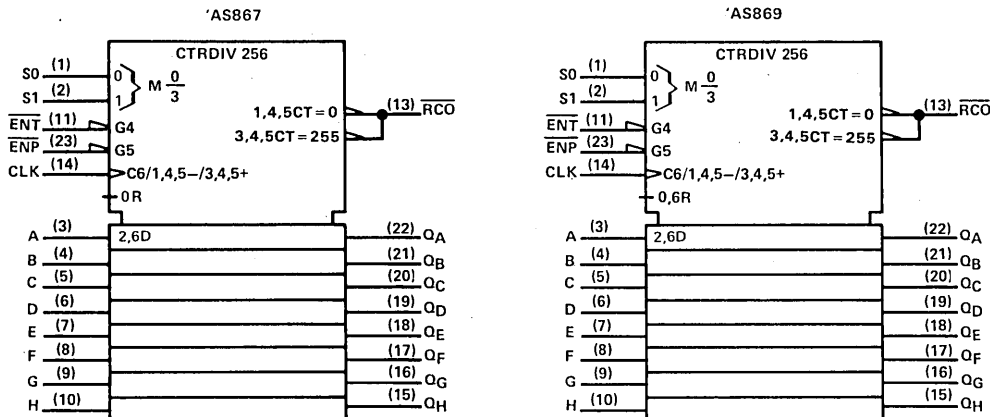 'AS867
CTRDIV 256
S0 (1) 0
M 0/3
S1 (2) 1
1,4,5CT = 0 (13) RCO
ENT (11) G4
3,4,5CT = 255
ENP (23) G5
CLK (14) C6/1,4,5–/3,4,5+
0R
A (3) 2,6D (22) QA
B (4) (21) QB
C (5) (20) QC
D (6) (19) QD
E (7) (18) QE
F (8) (17) QF
G (9) (16) QG
H (10) (15) QH
'AS869
CTRDIV 256
S0 (1) 0
M 0/3
S1 (2) 1
1,4,5CT = 0 (13) RCO
ENT (11) G4
3,4,5CT = 255
ENP (23) G5
CLK (14) C6/1,4,5–/3,4,5+
0,6R
A (3) 2,6D (22) QA
B (4) (21) QB
C (5) (20) QC
D (6) (19) QD
E (7) (18) QE
F (8) (17) QF
G (9) (16) QG
H (10) (15) QH